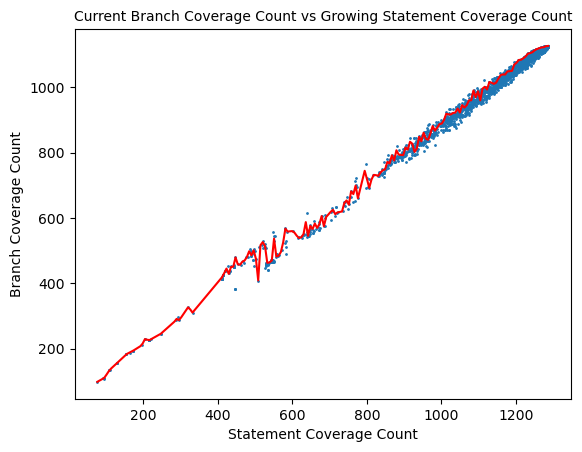 Current Branch Coverage Count vs Growing Statement Coverage Count
1000
800
600
400
200
Branch Coverage Count
200 400 600 800 1000 1200
Statement Coverage Count